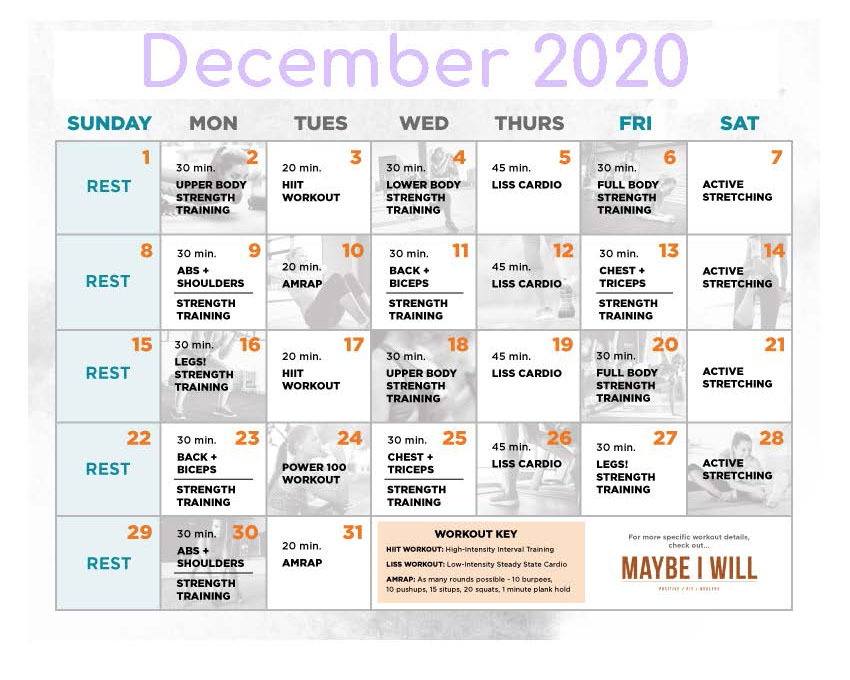 December 2020
SUNDAY MON TUES WED THURS FRI SAT
1
REST
2
30 min.
UPPER BODY
STRENGTH
TRAINING
3
20 min.
HIIT
WORKOUT
4
30 min.
LOWER BODY
STRENGTH
TRAINING
5
45 min.
LISS CARDIO
6
30 min.
FULL BODY
STRENGTH
TRAINING
7
ACTIVE
STRETCHING
8
REST
9
30 min.
ABS +
SHOULDERS
STRENGTH
TRAINING
10
20 min.
AMRAP
11
30 min.
BACK +
BICEPS
STRENGTH
TRAINING
12
45 min.
LISS CARDIO
13
30 min.
CHEST +
TRICEPS
STRENGTH
TRAINING
14
ACTIVE
STRETCHING
15
REST
16
30 min.
LEGS!
STRENGTH
TRAINING
17
20 min.
HIIT
WORKOUT
18
30 min.
UPPER BODY
STRENGTH
TRAINING
19
45 min.
LISS CARDIO
20
30 min.
FULL BODY
STRENGTH
TRAINING
21
ACTIVE
STRETCHING
22
REST
23
30 min.
BACK +
BICEPS
STRENGTH
TRAINING
24
POWER 100
WORKOUT
25
30 min.
CHEST +
TRICEPS
STRENGTH
TRAINING
26
45 min.
LISS CARDIO
27
30 min.
LEGS!
STRENGTH
TRAINING
28
ACTIVE
STRETCHING
29
REST
30
30 min.
ABS +
SHOULDERS
STRENGTH
TRAINING
31
20 min.
AMRAP
WORKOUT KEY
HIIT WORKOUT: High-Intensity Interval Training
LISS WORKOUT: Low-Intensity Steady State Cardio
AMRAP: As many rounds possible - 10 burpees,
10 pushups, 15 situps, 20 squats, 1 minute plank hold
For more specific workout details,
check out...
MAYBE I WILL
POSITIVE / FIT + HEALTHY